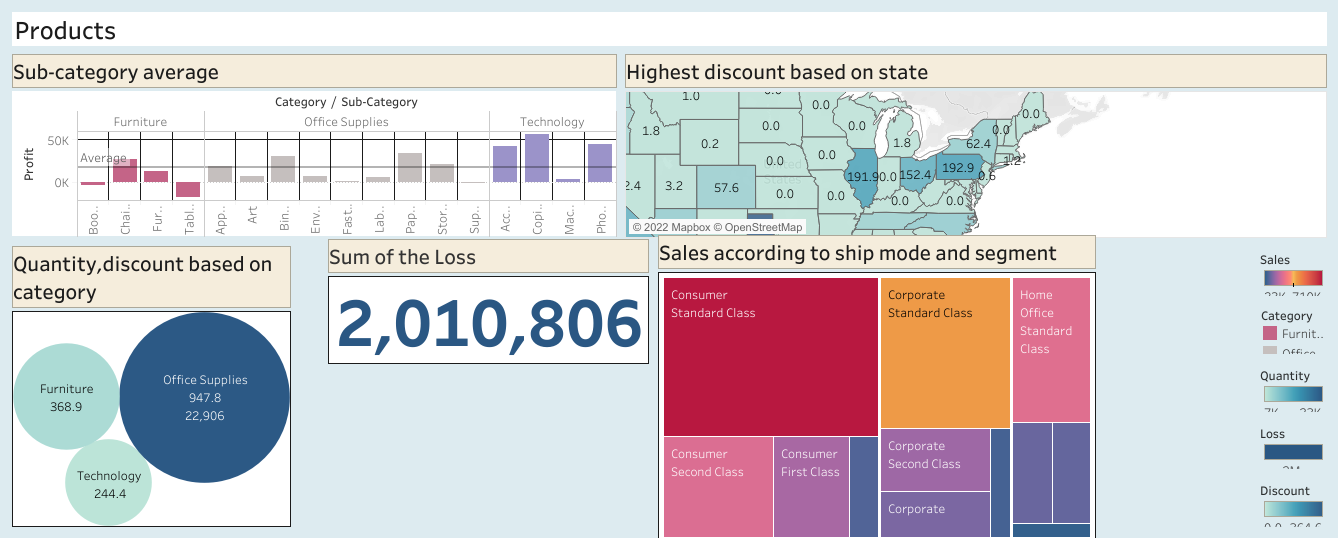 Products
Sub-category average
Highest discount based on state
Category / Sub-Category
Furniture
Office Supplies
Technology
Profit
50K
0K
Average
Boo..
Chai..
Fur..
Tabl..
App..
Art
Bin..
Env..
Fast..
Lab..
Pap..
Stor..
Sup..
Acc..
Copi..
Mac..
Pho..
1.0
0.0
0.0
1.8
0.0
0.0
1.8
62.4
0.0
0.2
0.0
0.0
1.2
2.4
3.2
57.6
0.0
0.0
191.9
0.0
152.4
192.9
0.6
0.0
0.0
States
© 2022 Mapbox © OpenStreetMap
Quantity,discount based on
category
Furniture
368.9
Office Supplies
947.8
22,906
Technology
244.4
Sum of the Loss
2,010,806
Sales according to ship mode and segment
Consumer
Standard Class
Corporate
Standard Class
Home
Office
Standard
Class
Consumer
Second Class
Consumer
First Class
Corporate
Second Class
Corporate
Sales
Category
Furnit..
Office
Quantity
Loss
Discount